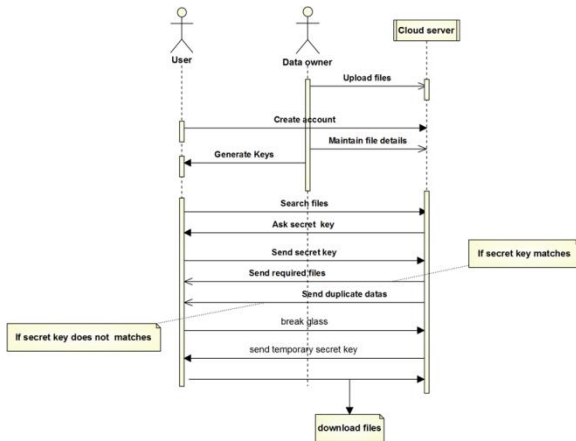 User
Data owner
Cloud server
Upload files
Create account
Maintain file details
Generate Keys
Search files
Ask secret key
Send secret key
If secret key matches
Send required files
Send duplicate datas
If secret key does not matches
break glass
send temporary secret key
download files